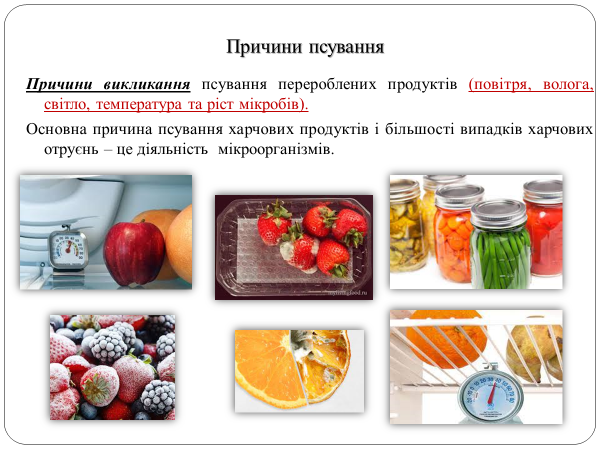 Причини псування
Причини викликання псування перероблених продуктів (повітря, волога,
світло, температура та ріст мікробів).
Основна причина псування харчових продуктів і більшості випадків харчових
отруєнь – це діяльність мікроорганізмів.